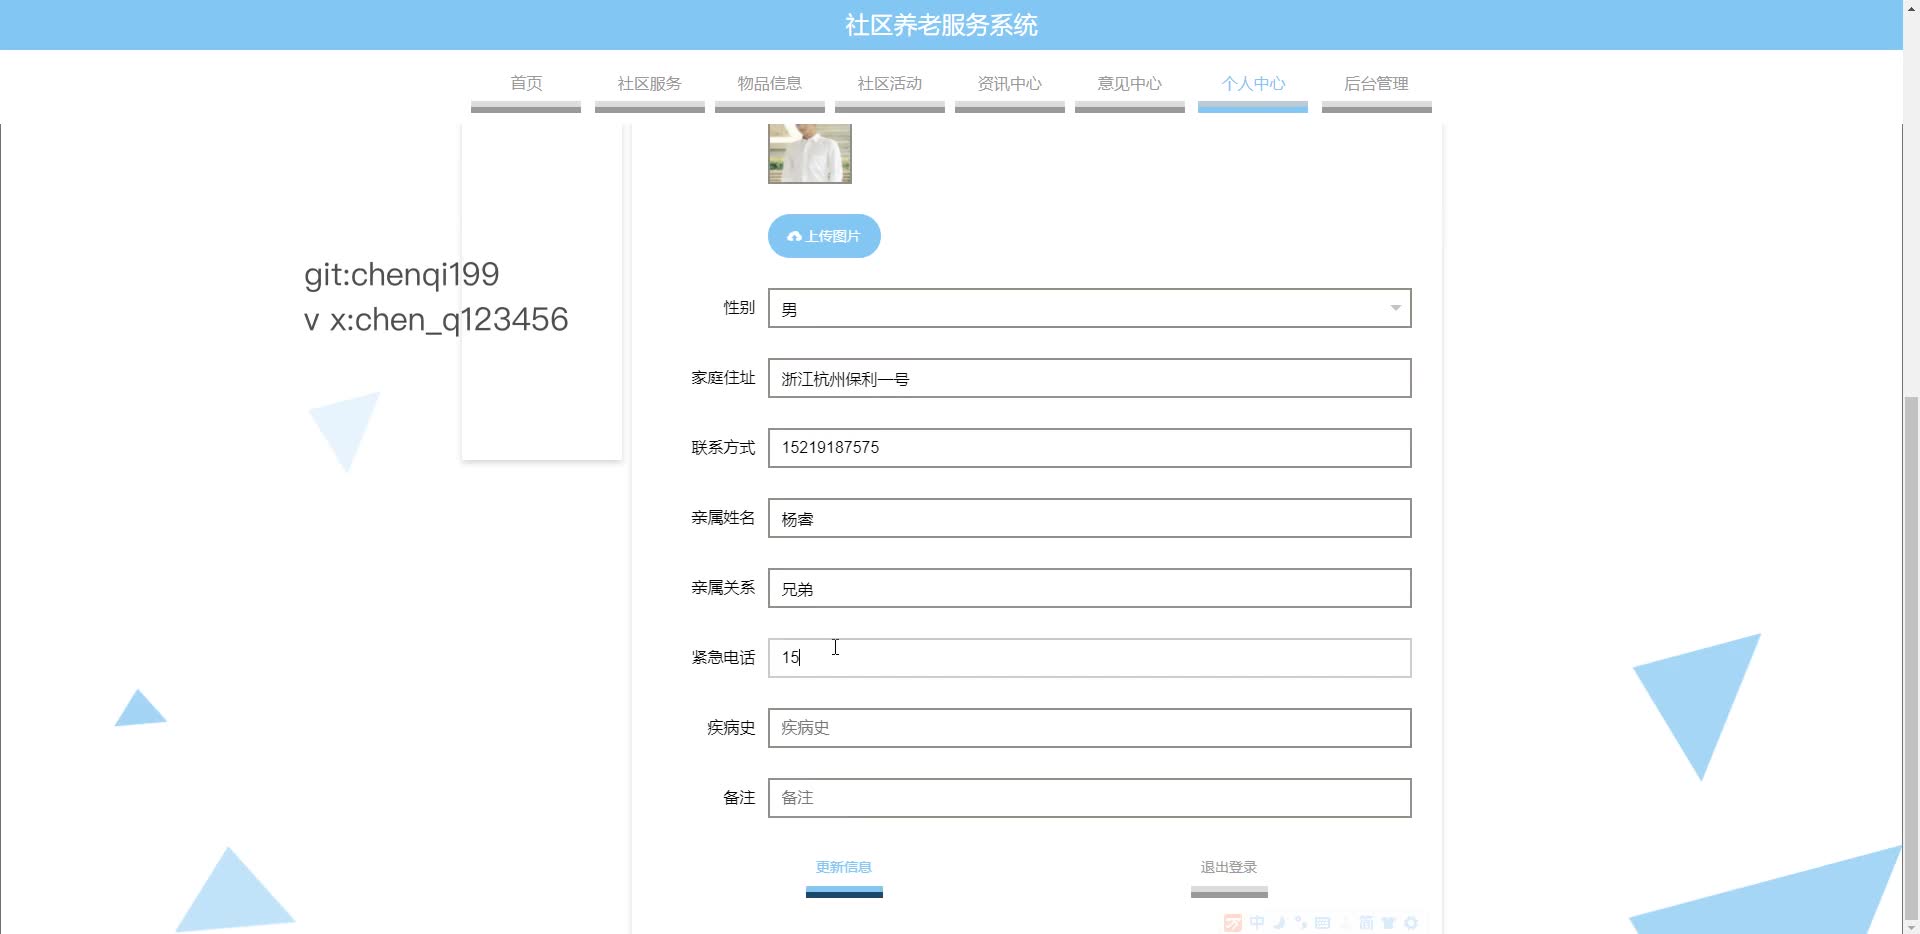 社区养老服务系统
首页
社区服务
物品信息
社区活动
资讯中心
意见中心
个人中心
后台管理
上传图片
git:chenqi199
v x:chen_q123456
性别
男
家庭住址
浙江杭州保利一号
联系方式
15219187575
亲属姓名
杨睿
亲属关系
兄弟
紧急电话
15
疾病史
疾病史
备注
备注
更新信息
退出登录
中
简